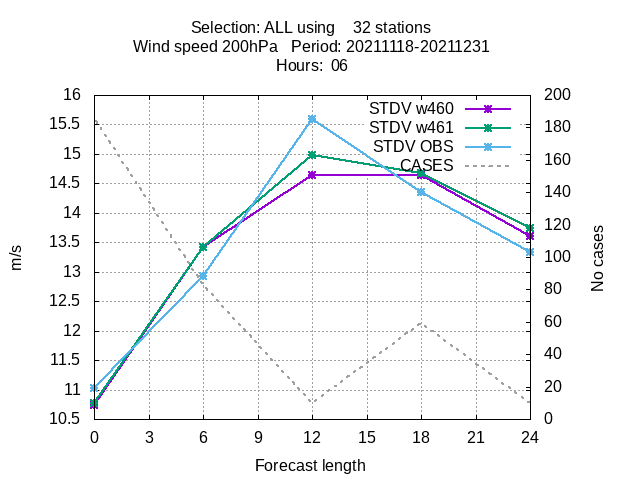 Selection: ALL using    32 stations
Wind speed 200hPa   Period: 20211118-20211231
Hours:  06
STDV w460
STDV w461
STDV OBS
CASES
16
15.5
15
14.5
14
13.5
13
12.5
12
11.5
11
10.5
m/s
200
180
160
140
120
100
80
60
40
20
0
No cases
0 3 6 9 12 15 18 21 24
Forecast length